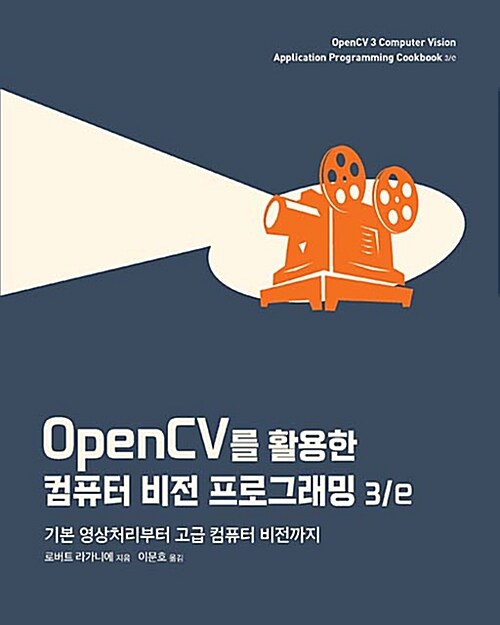 OpenCV 3 Computer Vision
Application Programming Cookbook 3/e
OpenCV를 활용한
컴퓨터 비전 프로그래밍 3/e
기본 영상처리부터 고급 컴퓨터 비전까지
로버트 라가니에 지음 이문호 옮김